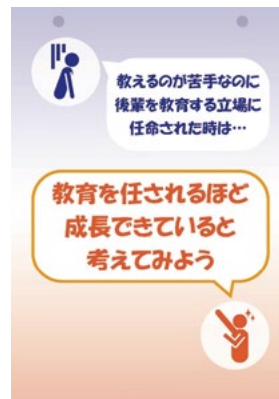 教えるのが苦手なのに
後輩を教育する立場に
任命された時は…
教育を任されるほど
成長できていると
考えてみよう